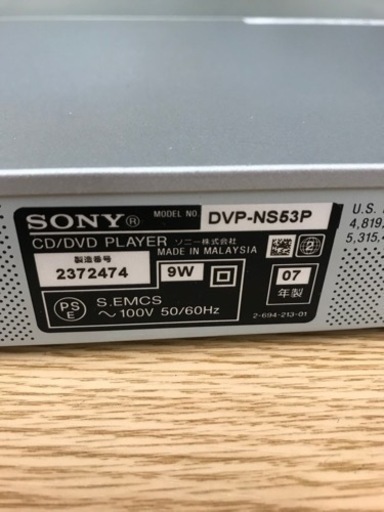 SONY® MODEL NO DVP-NS53P
CD/DVD PLAYER ソニー株式会社
MADE IN MALAYSIA
製造番号
2372474
9W
07
年製
PS
E
S.EMCS
～100V 50/60Hz
2-694-213-01
2
U.S.
4,819,
5,315,